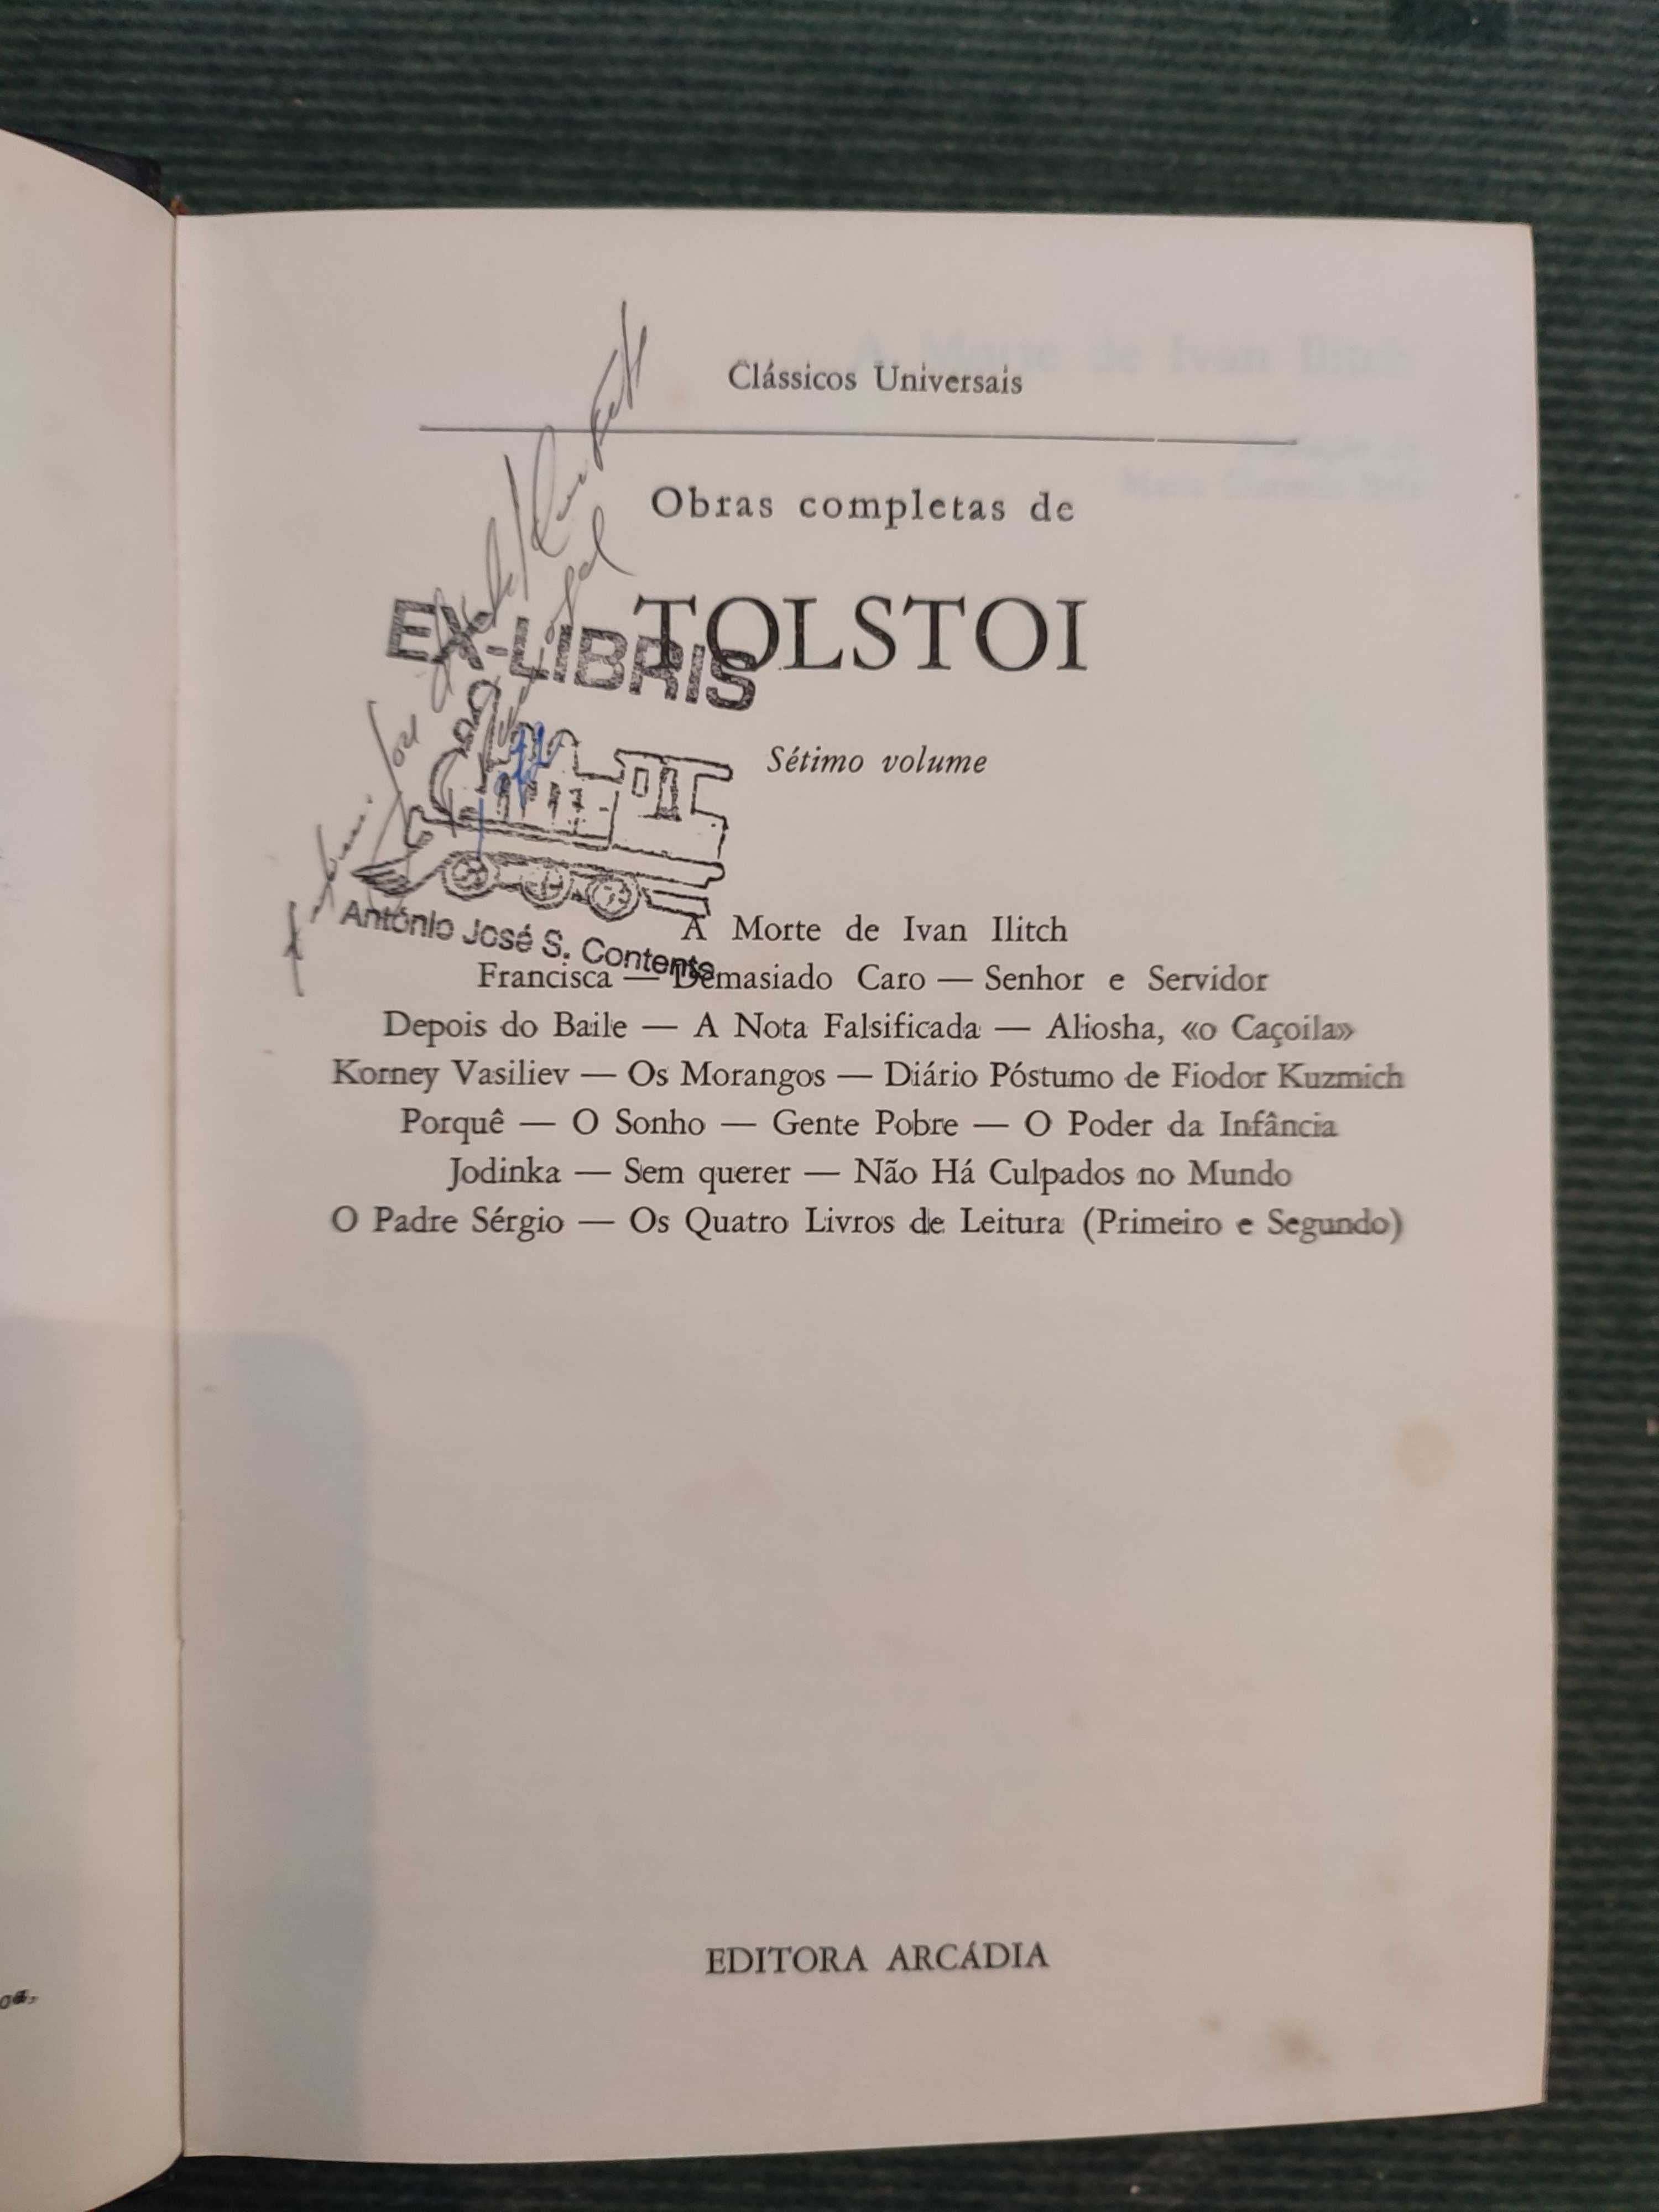 Clássicos Universais
Obras completas de
TOLSTOI
EX-LIBRIS
Sétimo volume
António José S. Contente
A Morte de Ivan Ilitch
Francisca — Demasiado Caro — Senhor e Servidor
Depois do Baile — A Nota Falsificada — Aliosha, «o Caçoila»
Korney Vasiliev — Os Morangos — Diário Póstumo de Fiodor Kuzmich
Porquê — O Sonho — Gente Pobre — O Poder da Infância
Jodinka — Sem querer — Não Há Culpados no Mundo
O Padre Sérgio — Os Quatro Livros de Leitura (Primeiro e Segundo)
EDITORA ARCÁDIA